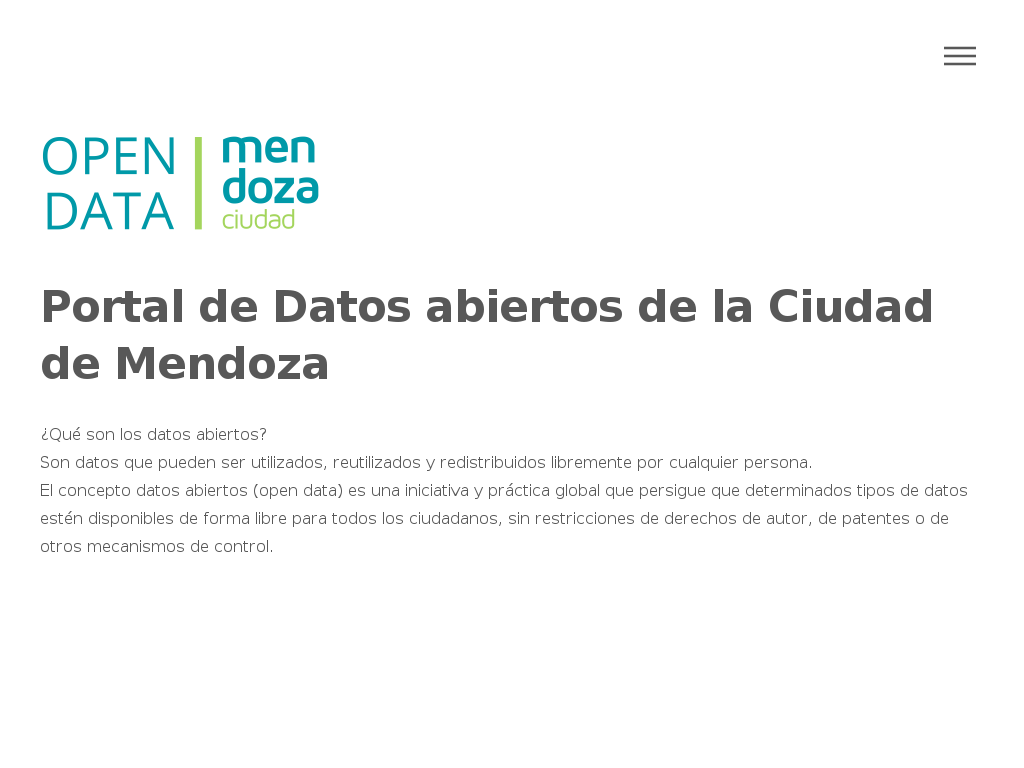 OPEN DATA
men
doza
ciudad
Portal de Datos abiertos de la Ciudad
de Mendoza
¿Qué son los datos abiertos?
Son datos que pueden ser utilizados, reutilizados y redistribuidos libremente por cualquier persona.
El concepto datos abiertos (open data) es una iniciativa y práctica global que persigue que determinados tipos de datos
estén disponibles de forma libre para todos los ciudadanos, sin restricciones de derechos de autor, de patentes o de
otros mecanismos de control.